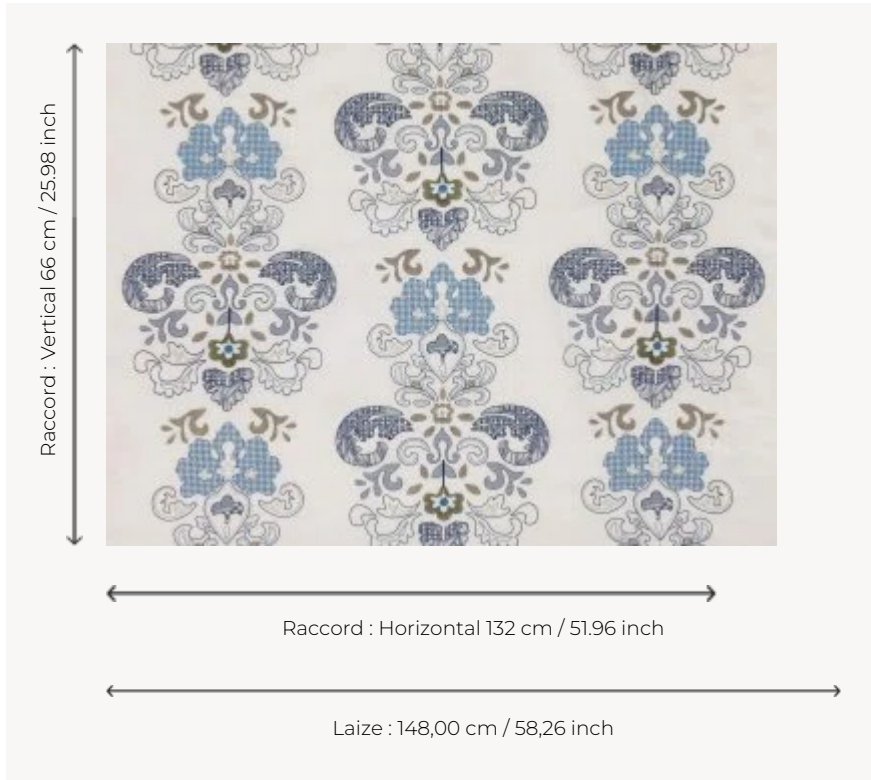 Raccord : Vertical 66 cm / 25.98 inch
Raccord : Horizontal 132 cm / 51.96 inch
Laize : 148,00 cm / 58,26 inch